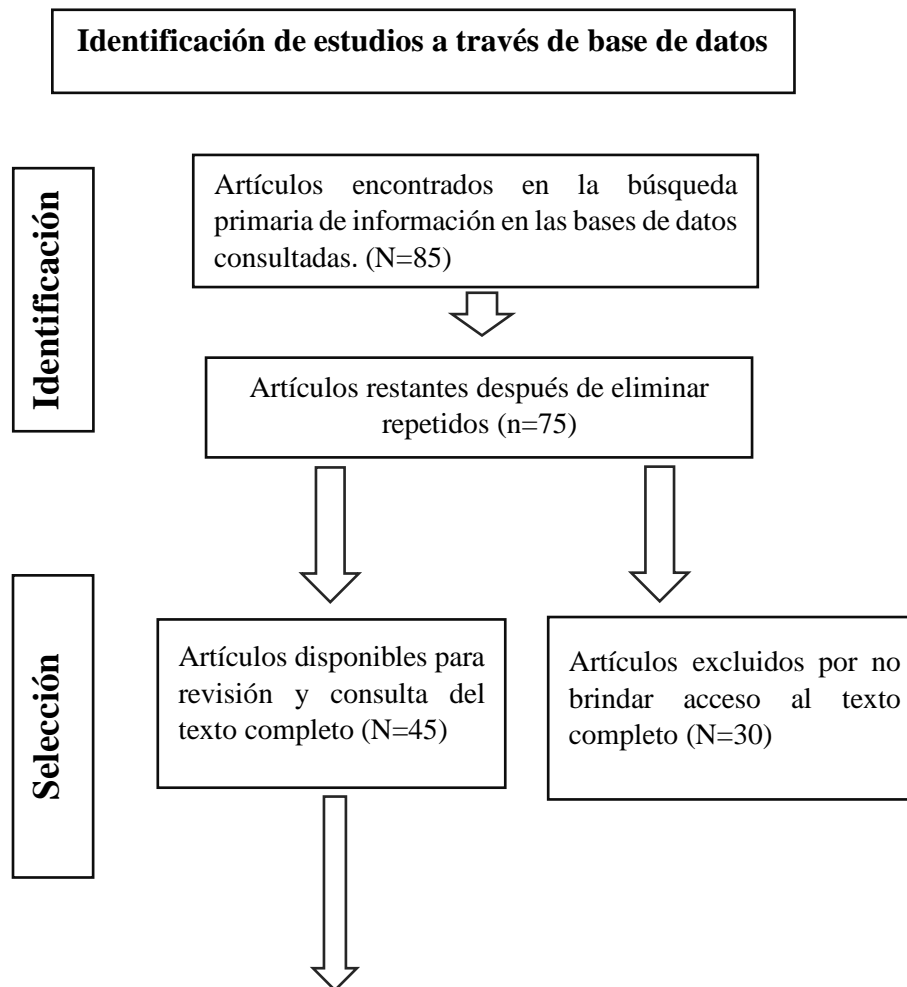 Identificación de estudios a través de base de datos
Identificación
Artículos encontrados en la búsqueda
primaria de información en las bases de datos
consultadas. (N=85)
Artículos restantes después de eliminar
repetidos (n=75)
Selección
Artículos disponibles para
revisión y consulta del
texto completo (N=45)
Artículos excluidos por no
brindar acceso al texto
completo (N=30)